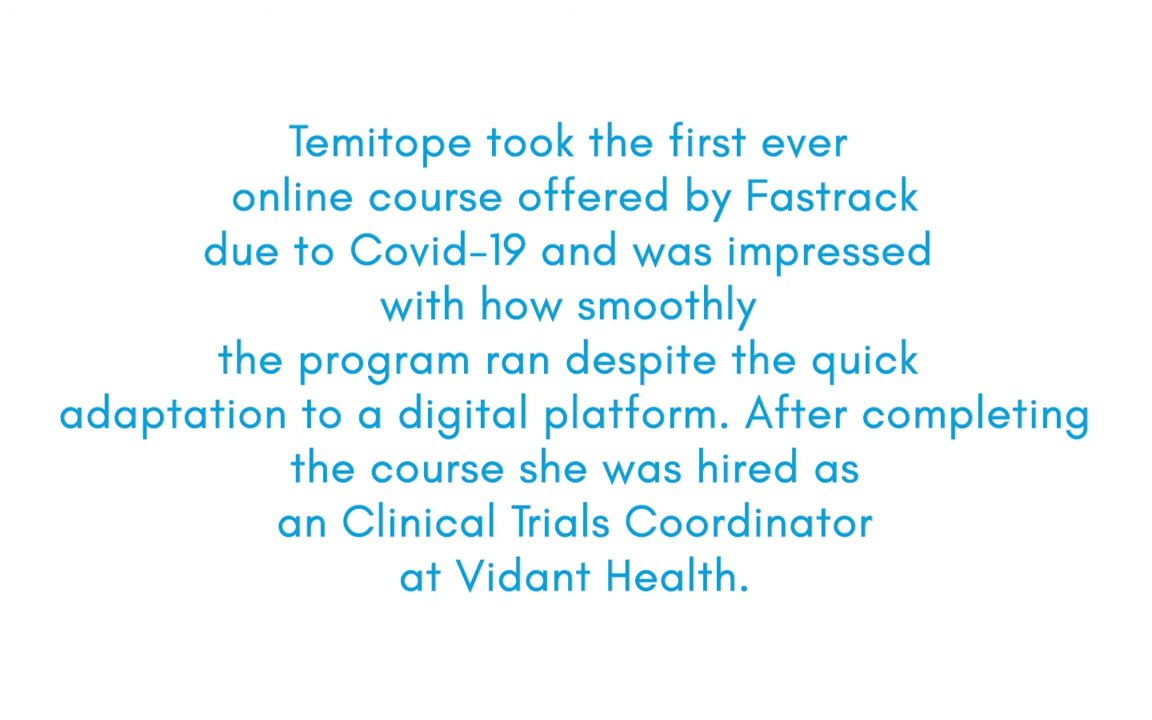 Temitope took the first ever
online course offered by Fastrack
due to Covid-19 and was impressed
with how smoothly
the program ran despite the quick
adaptation to a digital platform. After completing
the course she was hired as
an Clinical Trials Coordinator
at Vidant Health.